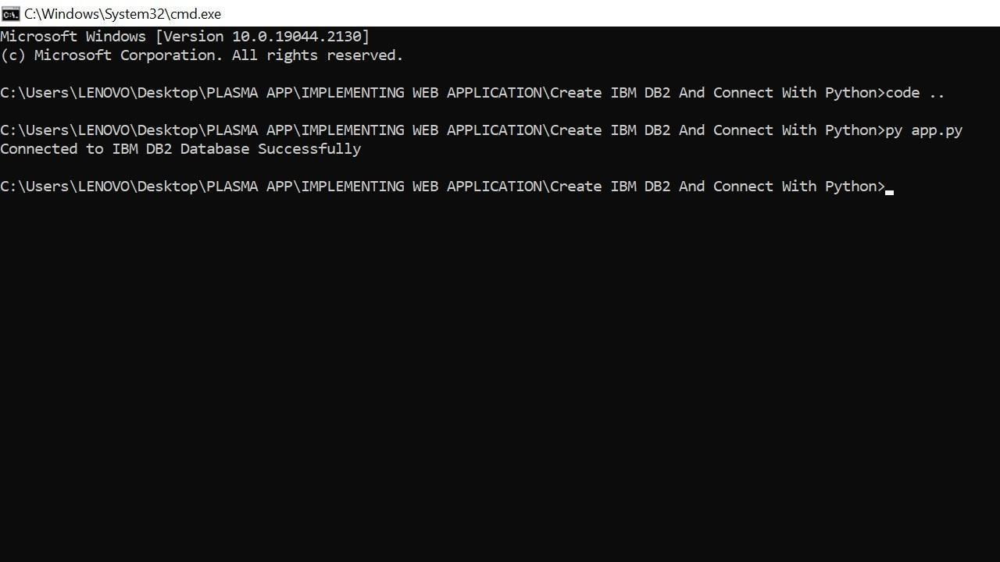 C:\Windows\System32\cmd.exe
Microsoft Windows [Version 10.0.19044.2130]
(c) Microsoft Corporation. All rights reserved.
C:\Users\LENOVO\Desktop\PLASMA APP\IMPLEMENTING WEB APPLICATION\Create IBM DB2 And Connect With Python>code ..
C:\Users\LENOVO\Desktop\PLASMA APP\IMPLEMENTING WEB APPLICATION\Create IBM DB2 And Connect With Python>py app.py
Connected to IBM DB2 Database Successfully
C:\Users\LENOVO\Desktop\PLASMA APP\IMPLEMENTING WEB APPLICATION\Create IBM DB2 And Connect With Python>